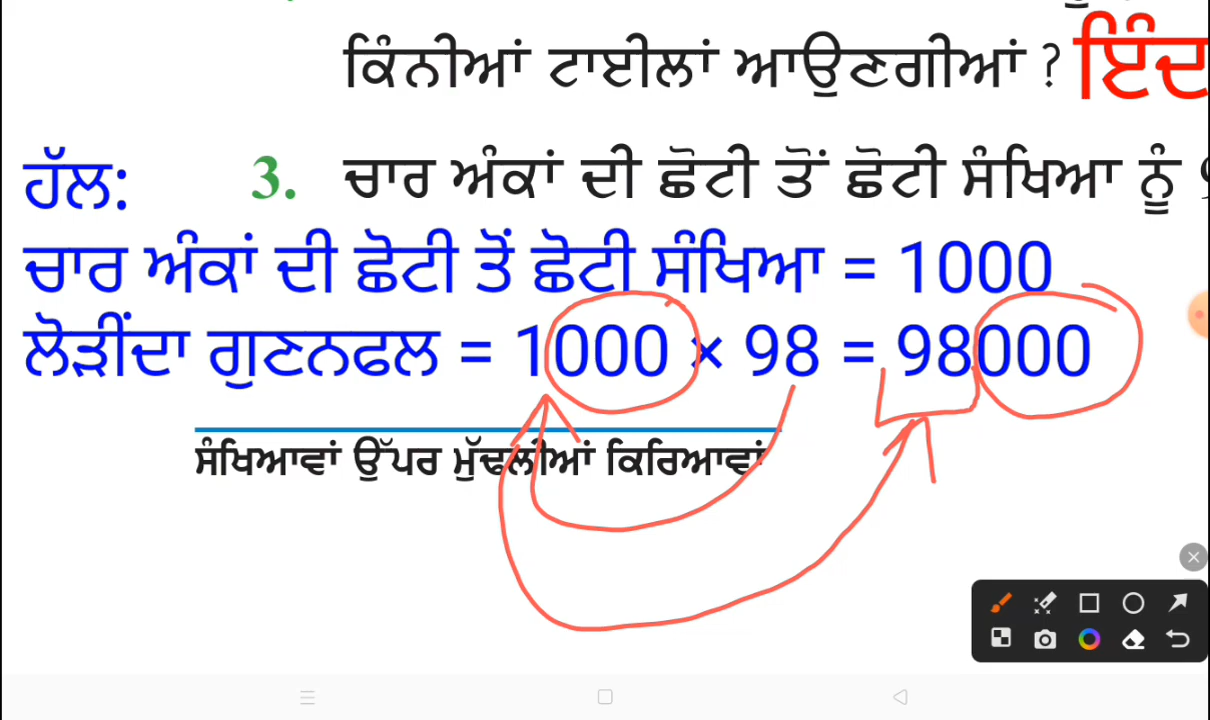 ਕਿੰਨੀਆਂ ਟਾਈਲਾਂ ਆਉਣਗੀਆਂ ? ਇੰਦ
ਹੱਲ: 3. ਚਾਰ ਅੰਕਾਂ ਦੀ ਛੋਟੀ ਤੋਂ ਛੋਟੀ ਸੰਖਿਆ ਨੂੰ
ਚਾਰ ਅੰਕਾਂ ਦੀ ਛੋਟੀ ਤੋਂ ਛੋਟੀ ਸੰਖਿਆ = 1000
ਲੋੜੀਂਦਾ ਗੁਣਨਫਲ = 1000 × 98 = 98000
ਸੰਖਿਆਵਾਂ ਉੱਪਰ ਮੁੱਢਲੀਆਂ ਕਿਰਿਆਵਾਂ